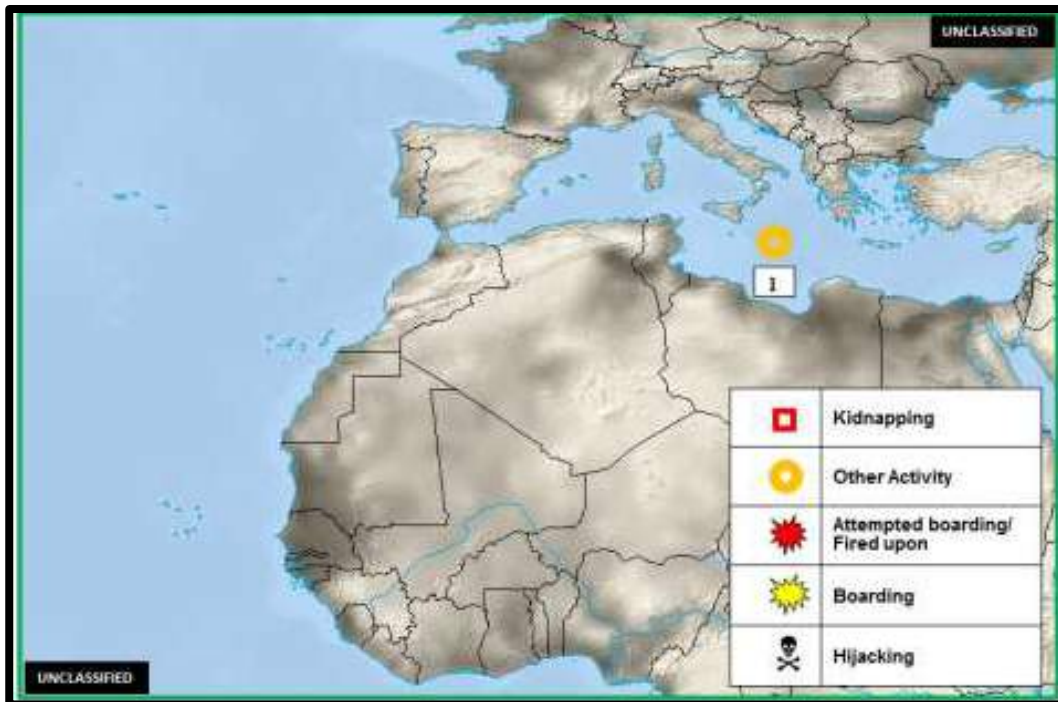 UNCLASSIFIED
1
Kidnapping
Other Activity
Attempted boarding/
Fired upon
Boarding
Hijacking
UNCLASSIFIED